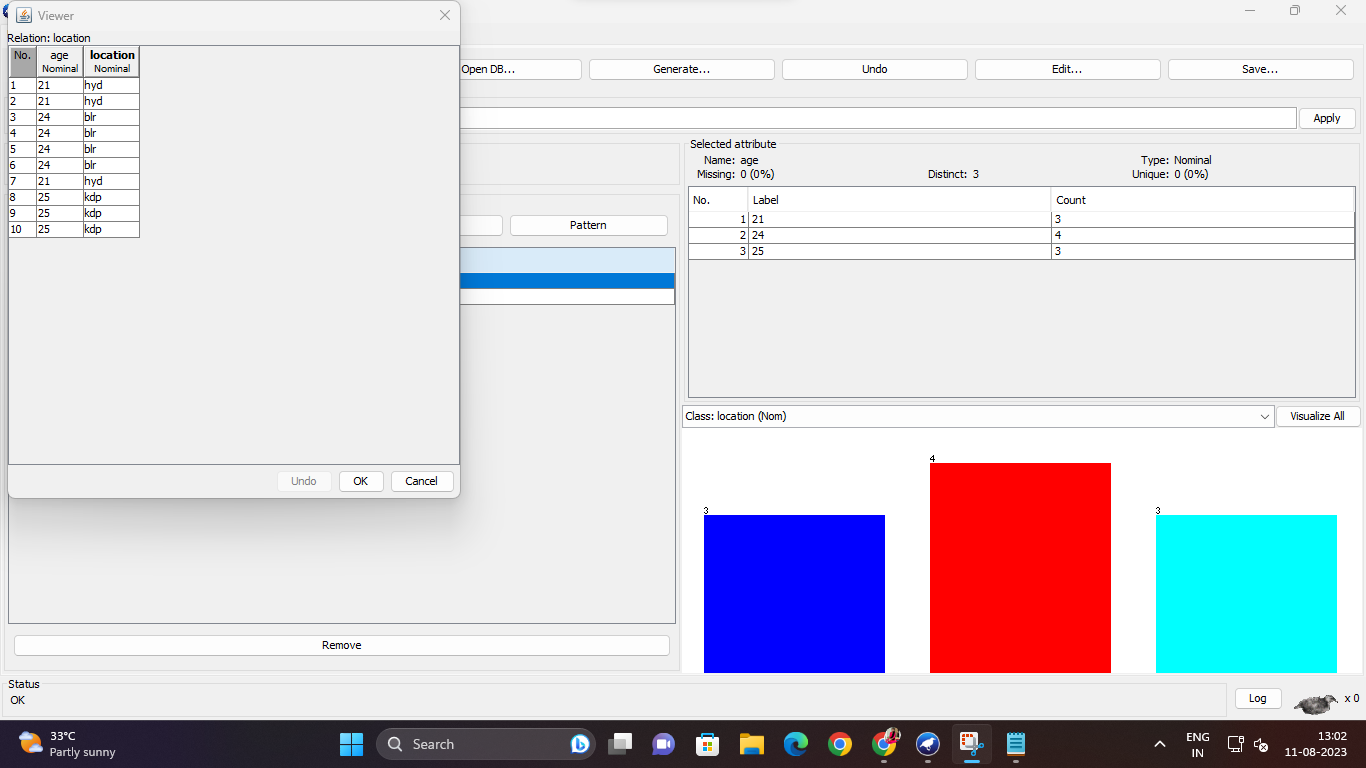 Viewer
Relation: location
No. age location
Nominal Nominal
1 21 hyd
2 21 hyd
3 24 blr
4 24 blr
5 24 blr
6 24 blr
7 21 hyd
8 25 kdp
9 25 kdp
10 25 kdp
Undo OK Cancel
Open DB... Generate... Undo Edit... Save...
Apply
Pattern
Remove
Selected attribute
Name: age Type: Nominal
Missing: 0 (0%) Distinct: 3 Unique: 0 (0%)
No. Label Count
1 21 3
2 24 4
3 25 3
Class: location (Nom) Visualize All
3 4 3
Status
OK
Log x 0
33°C
Partly sunny
Search
ENG
IN
13:02
11-08-2023